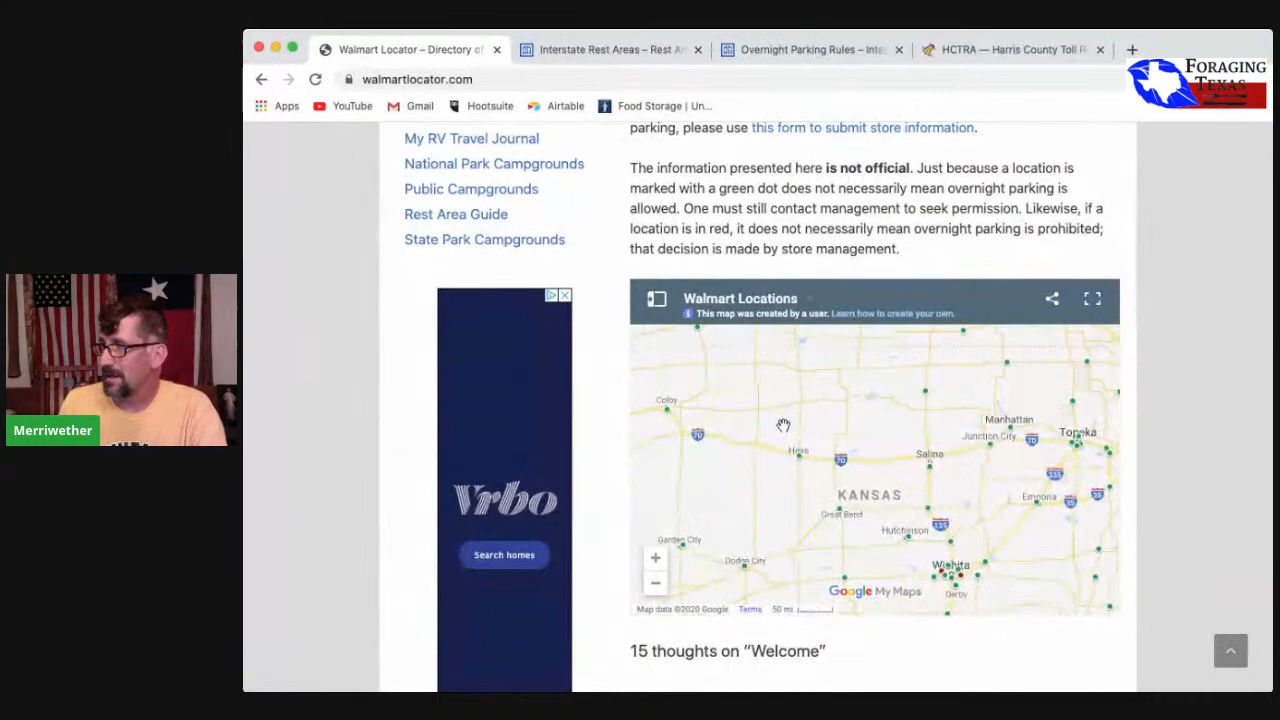 Walmart Locator – Directory of
Interstate Rest Areas – Rest Ar
Overnight Parking Rules – Inte
HCTRA — Harris County Toll R
walmartlocator.com
FORAGING
TEXAS
Apps
YouTube
Gmail
Hootsuite
Airtable
Food Storage | Un...
My RV Travel Journal
National Park Campgrounds
Public Campgrounds
Rest Area Guide
State Park Campgrounds
parking, please use this form to submit store information.
The information presented here is not official. Just because a location is
marked with a green dot does not necessarily mean overnight parking is
allowed. One must still contact management to seek permission. Likewise, if a
location is in red, it does not necessarily mean overnight parking is prohibited;
that decision is made by store management.
Walmart Locations
This map was created by a user. Learn how to create your own.
Colby
70
Hays
70
Salina
Manhattan
Junction City
70
Topeka
335
Emporia
35
35
KANSAS
Great Bend
Hutchinson
135
Garden City
Dodge City
Wichita
Derby
Google My Maps
Map data ©2020 Google
Terms
50 mi
Vrbo
Search homes
15 thoughts on “Welcome”
Merriwether